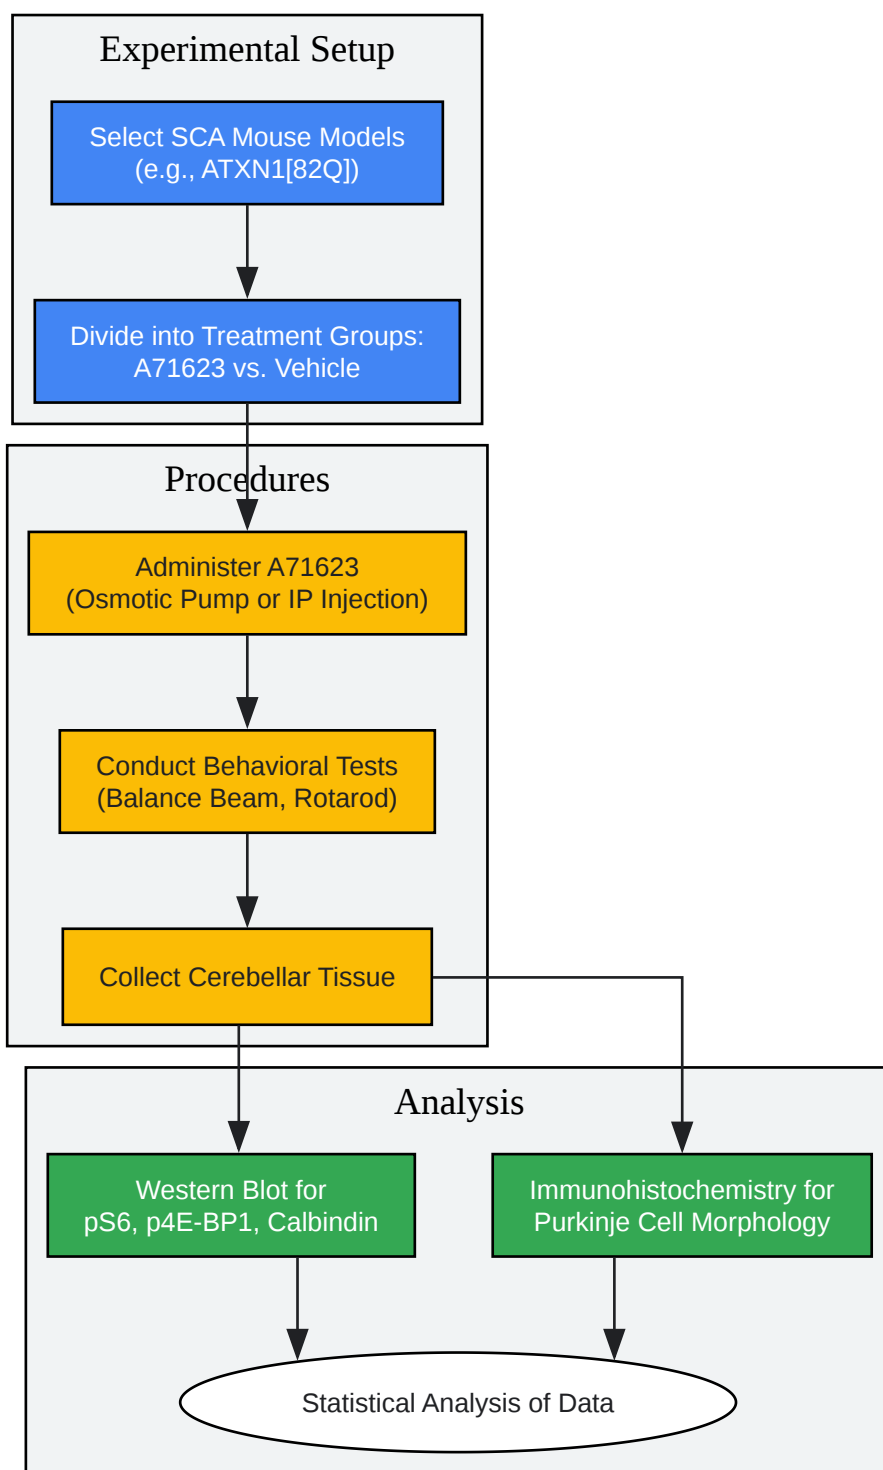 Experimental Setup
Select SCA Mouse Models
(e.g., ATXN1[82Q])
Divide into Treatment Groups:
A71623 vs. Vehicle
Procedures
Administer A71623
(Osmotic Pump or IP Injection)
Conduct Behavioral Tests
(Balance Beam, Rotarod)
Collect Cerebellar Tissue
Analysis
Western Blot for
pS6, p4E-BP1, Calbindin
Immunohistochemistry for
Purkinje Cell Morphology
Statistical Analysis of Data